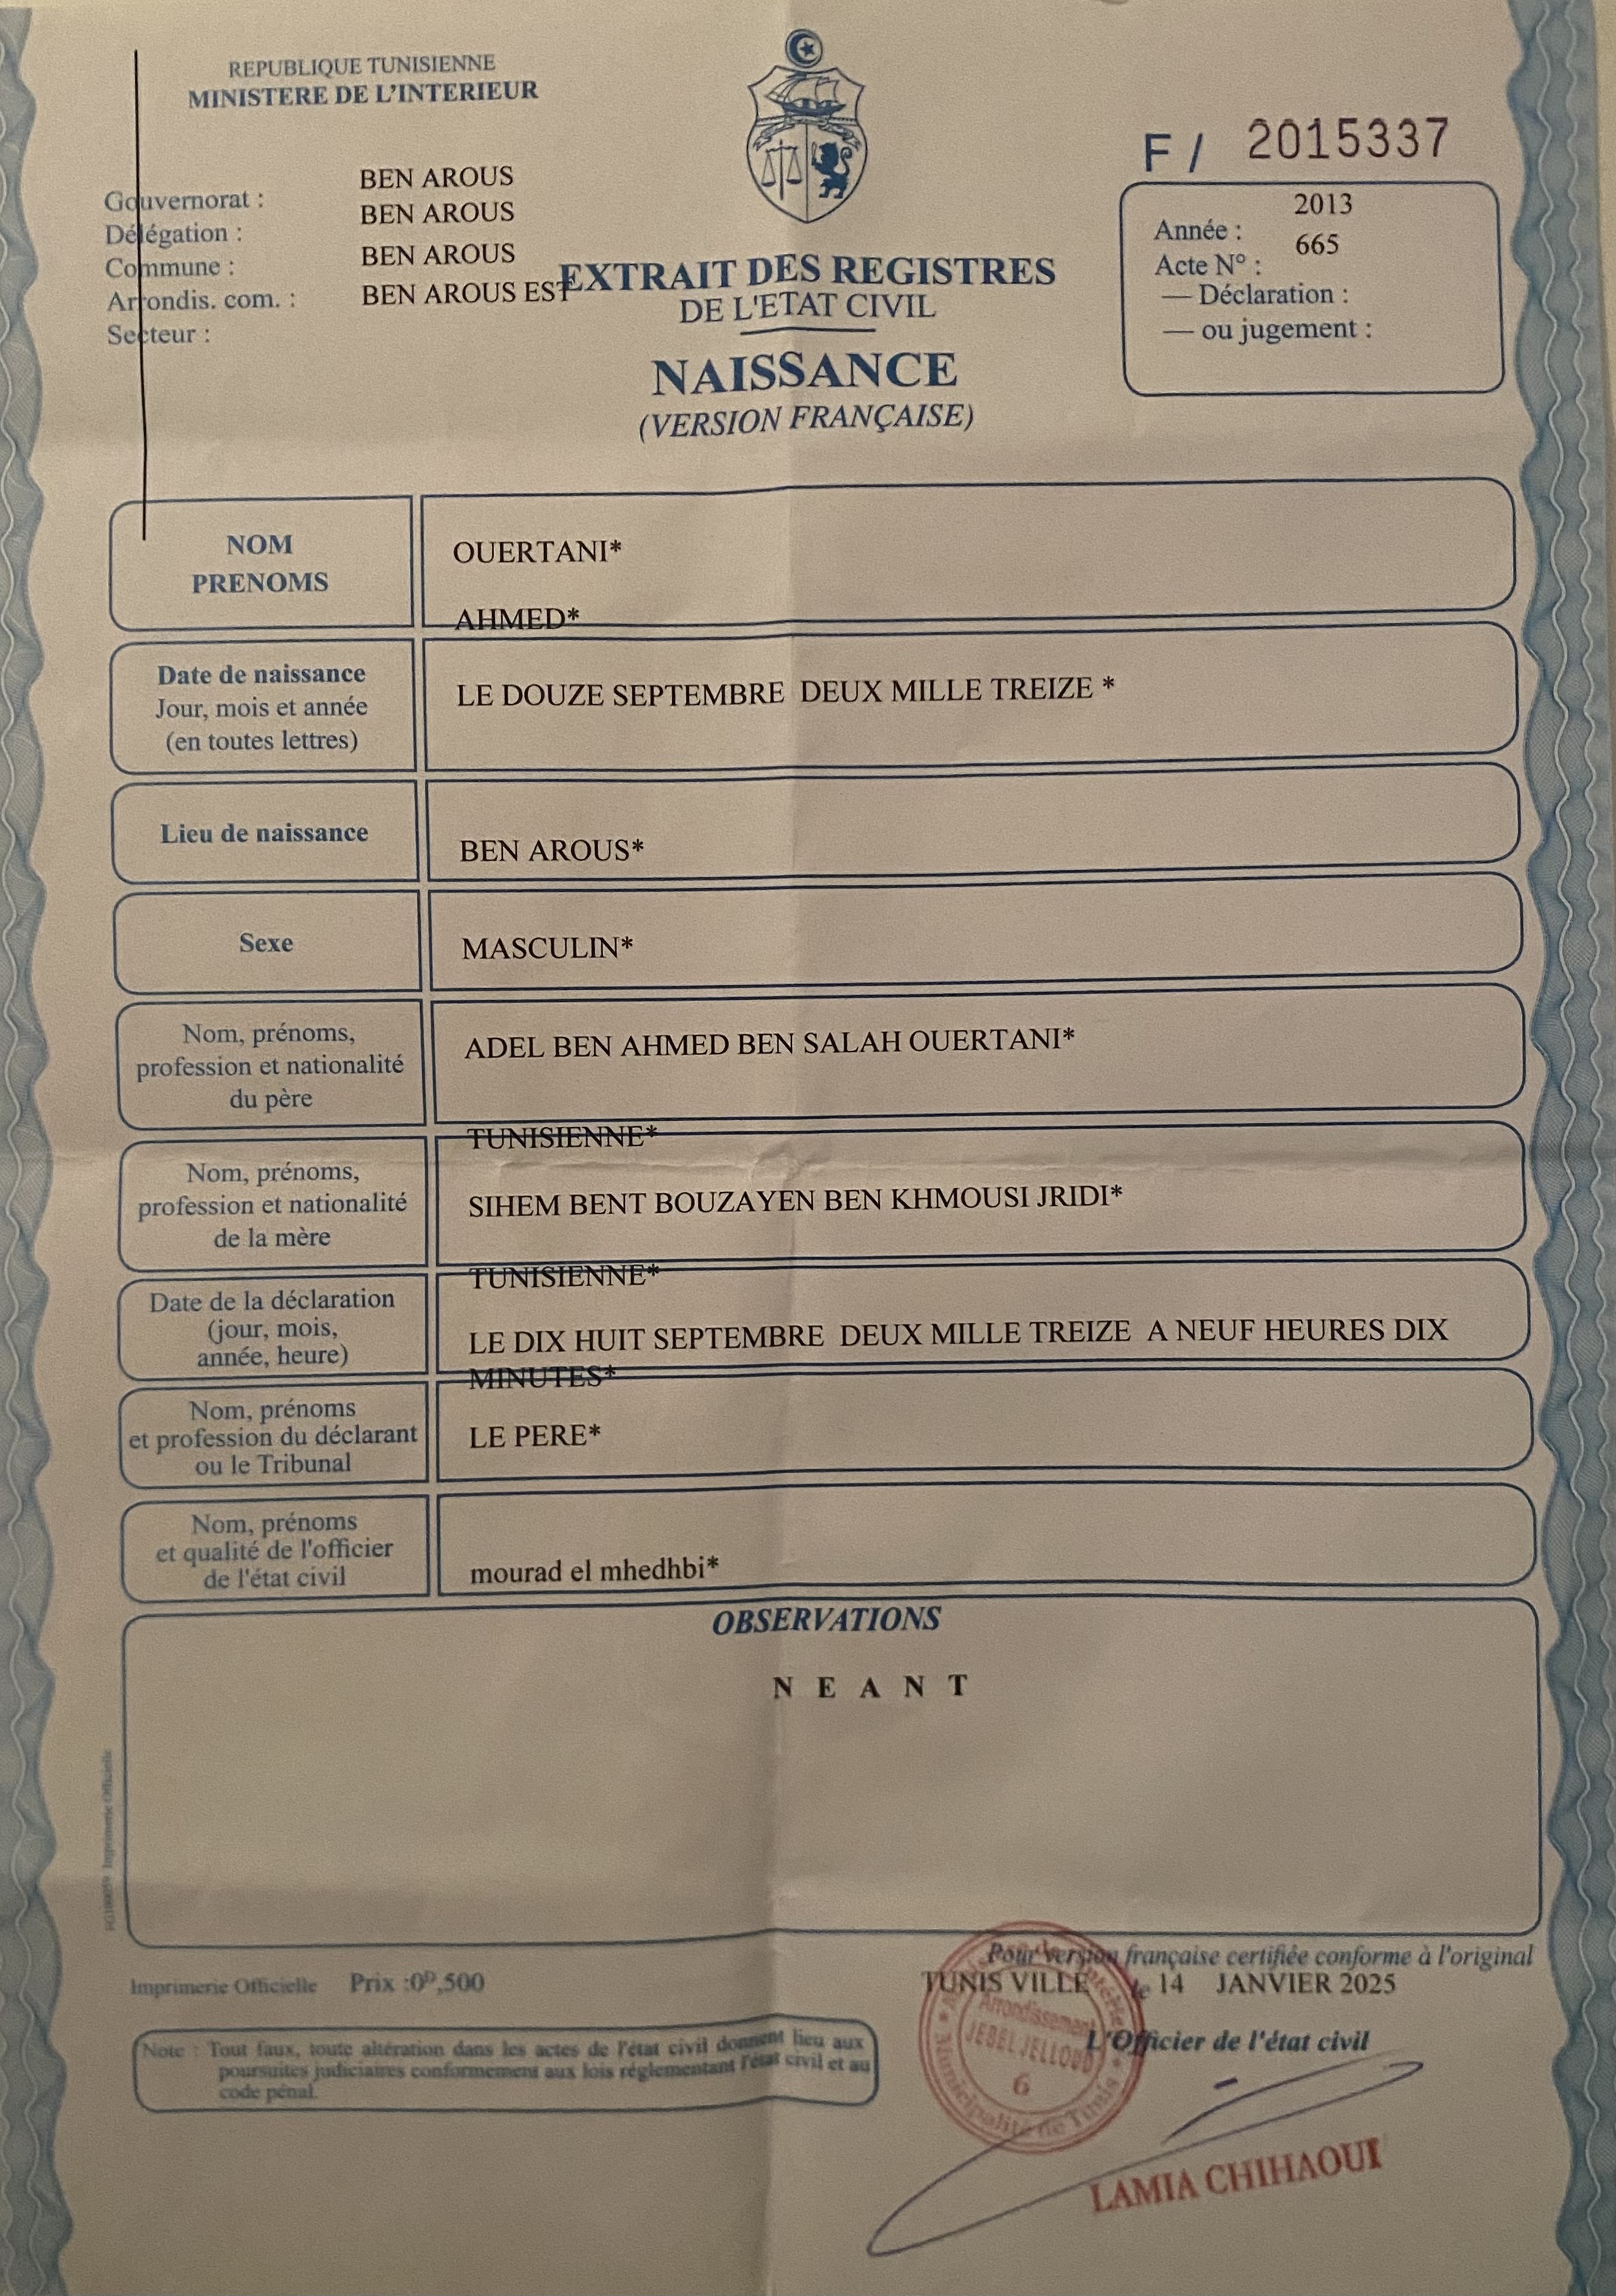 REPUBLIQUE TUNISIENNE
MINISTERE DE L'INTERIEUR
F / 2015337
Gouvernorat : BEN AROUS
Délégation : BEN AROUS
Commune : BEN AROUS
Arrondis. com. : BEN AROUS EST
Secteur :
Année : 2013
Acte N° : 665
— Déclaration :
— ou jugement :
EXTRAIT DES REGISTRES
DE L'ETAT CIVIL
NAISSANCE
(VERSION FRANÇAISE)
NOM
PRENOMS
OUERTANI*
AHMED*
Date de naissance
Jour, mois et année
(en toutes lettres)
LE DOUZE SEPTEMBRE DEUX MILLE TREIZE *
Lieu de naissance
BEN AROUS*
Sexe
MASCULIN*
Nom, prénoms,
profession et nationalité
du père
ADEL BEN AHMED BEN SALAH OUERTANI*
TUNISIENNE*
Nom, prénoms,
profession et nationalité
de la mère
SIHEM BENT BOUZAYEN BEN KHMOUSI JRIDI*
TUNISIENNE*
Date de la déclaration
(jour, mois,
année, heure)
LE DIX HUIT SEPTEMBRE DEUX MILLE TREIZE A NEUF HEURES DIX
MINUTES*
Nom, prénoms
et profession du déclarant
ou le Tribunal
LE PERE*
Nom, prénoms
et qualité de l'officier
de l'état civil
mourad el mhedhbi*
OBSERVATIONS
N E A N T
Imprimerie Officielle
Pour version française certifiée conforme à l'original
Imprimerie Officielle Prix :0ᴰ,500
TUNIS VILLE le 14 JANVIER 2025
L'Officier de l'état civil
Note : Tout faux, toute altération dans les actes de l'état civil donnent lieu aux
poursuites judiciaires conformement aux lois réglementant l'état civil et au
code pénal.
Arrondissement
JEBEL JELLOUD
6
Municipalité de Tunis
LAMIA CHIHAOUI